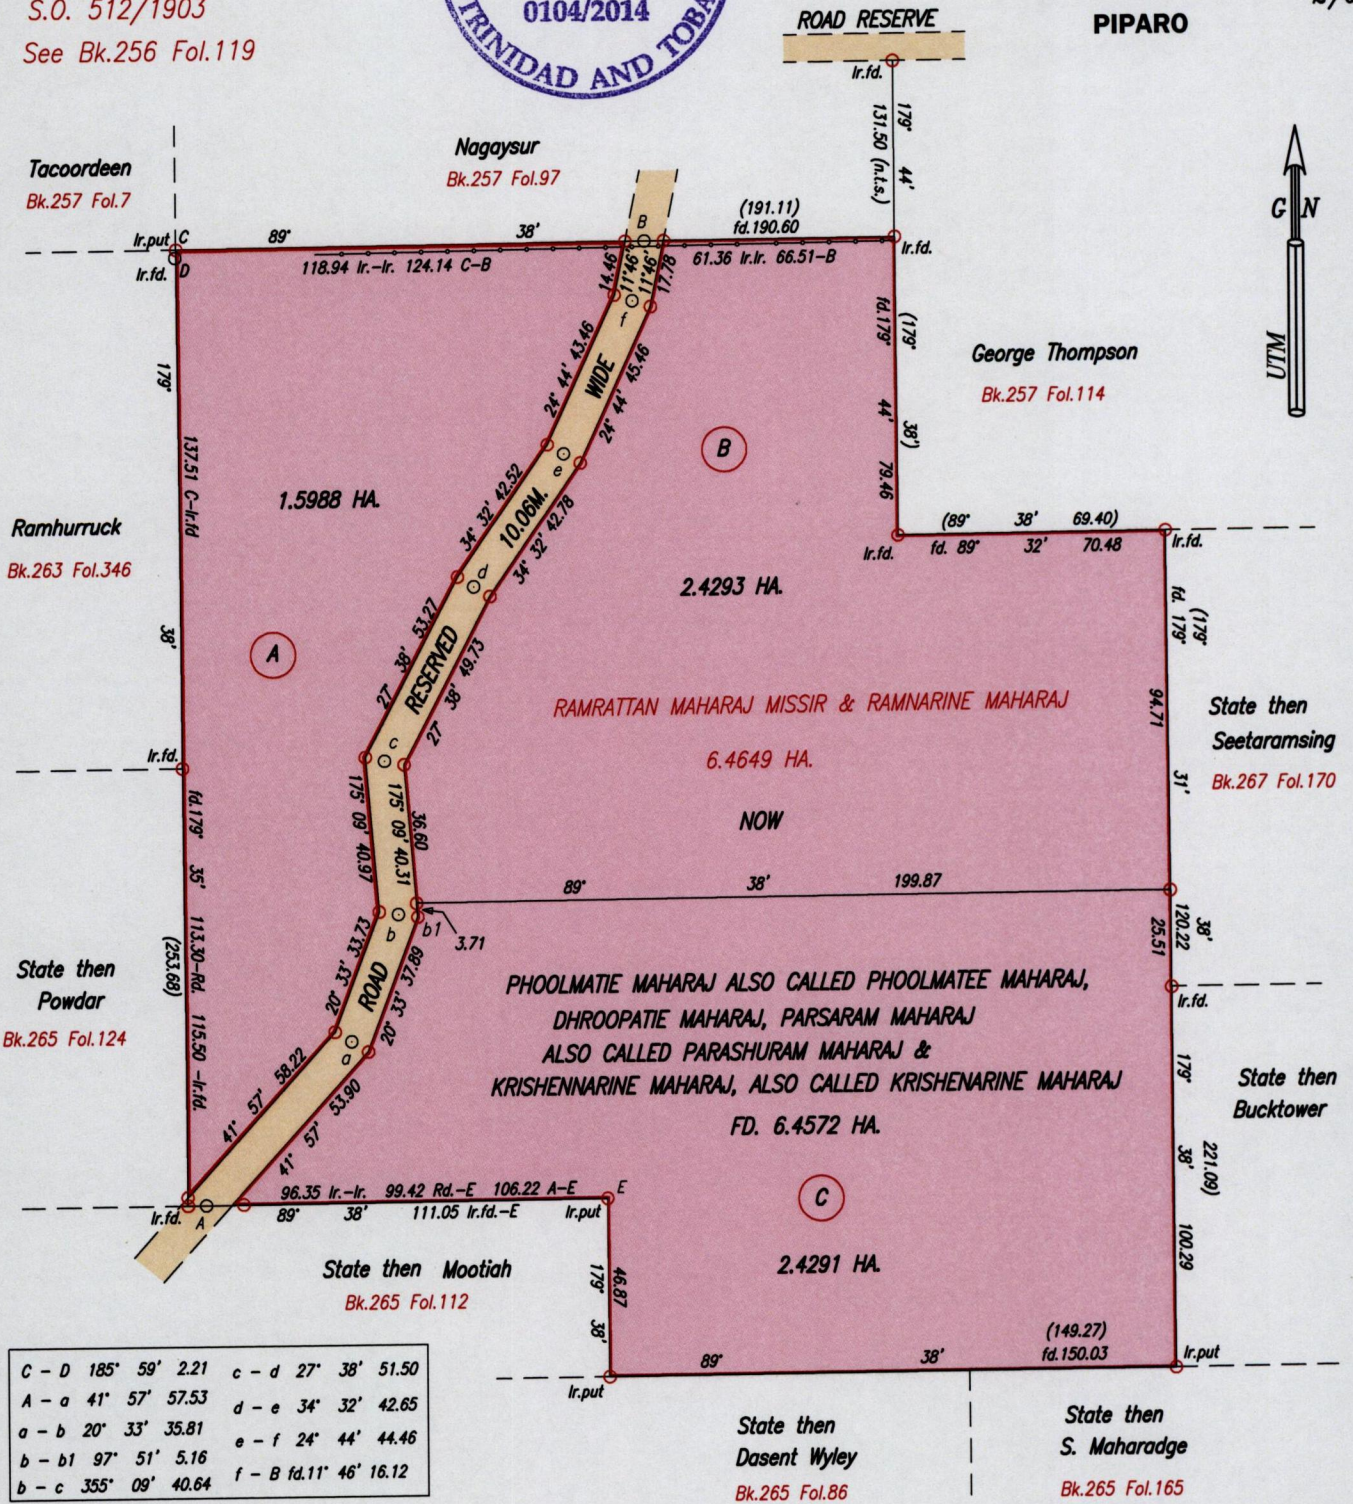 S.O. 512/1903
See Bk.256 Fol.119
0104/2014
TRINIDAD AND TOBA
ROAD RESERVE
PIPARO
Ir.fd.
179° 44'
131.50 (n.t.s.)
Tacoordeen
Bk.257 Fol.7
Nagaysur
Bk.257 Fol.97
G N
UTM
Ir.put C
Ir.fd. D
89° 38'
118.94 Ir.-Ir. 124.14 C-B
B
(191.11)
fd.190.60
61.36 Ir.Ir. 66.51-B
Ir.fd.
14.46
11°46'
11°46'
17.78
f
24° 44' 43.46
24° 44' 45.46
WIDE
fd.179° 44' 79.46
(179° 38')
George Thompson
Bk.257 Fol.114
179° 38'
137.51 C-Ir.fd
1.5988 HA.
B
e
34° 32' 42.52
34° 32' 42.78
10.06M.
d
Ir.fd.
(89° 38' 69.40)
fd. 89° 32' 70.48
Ir.fd.
Ramhurruck
Bk.263 Fol.346
2.4293 HA.
A
27° 38' 53.27
27° 38' 49.73
RESERVED
fd. 179° 31'
(179° 38'
94.71
RAMRATTAN MAHARAJ MISSIR & RAMNARINE MAHARAJ
6.4649 HA.
NOW
State then
Seetaramsing
Bk.267 Fol.170
Ir.fd.
c
175° 09' 40.97
175° 09' 40.31
36.60
fd.179° 35'
113.30-Rd. 115.50 -Ir.fd.
(253.68)
89° 38' 199.87
b
b1
3.71
120.22
25.51
Ir.fd.
20° 33' 33.73
20° 33' 37.89
ROAD
a
State then
Powdar
Bk.265 Fol.124
PHOOLMATIE MAHARAJ ALSO CALLED PHOOLMATEE MAHARAJ,
DHROOPATIE MAHARAJ, PARSARAM MAHARAJ
ALSO CALLED PARASHURAM MAHARAJ &
KRISHENNARINE MAHARAJ, ALSO CALLED KRISHENARINE MAHARAJ
FD. 6.4572 HA.
179° 38' 100.29
221.09)
State then
Bucktower
41° 57' 58.22
41° 57' 53.90
Ir.fd.
A
96.35 Ir.-Ir. 99.42 Rd.-E 106.22 A-E
89° 38' 111.05 Ir.fd.-E
E
Ir.put
C
2.4291 HA.
State then Mootiah
Bk.265 Fol.112
179° 38'
46.87
(149.27)
89° 38' fd.150.03
Ir.put
Ir.put
C - D 185° 59' 2.21 c - d 27° 38' 51.50
A - a 41° 57' 57.53 d - e 34° 32' 42.65
a - b 20° 33' 35.81 e - f 24° 44' 44.46
b - b1 97° 51' 5.16 f - B fd.11° 46' 16.12
b - c 355° 09' 40.64
State then
Dasent Wyley
Bk.265 Fol.86
State then
S. Maharadge
Bk.265 Fol.165